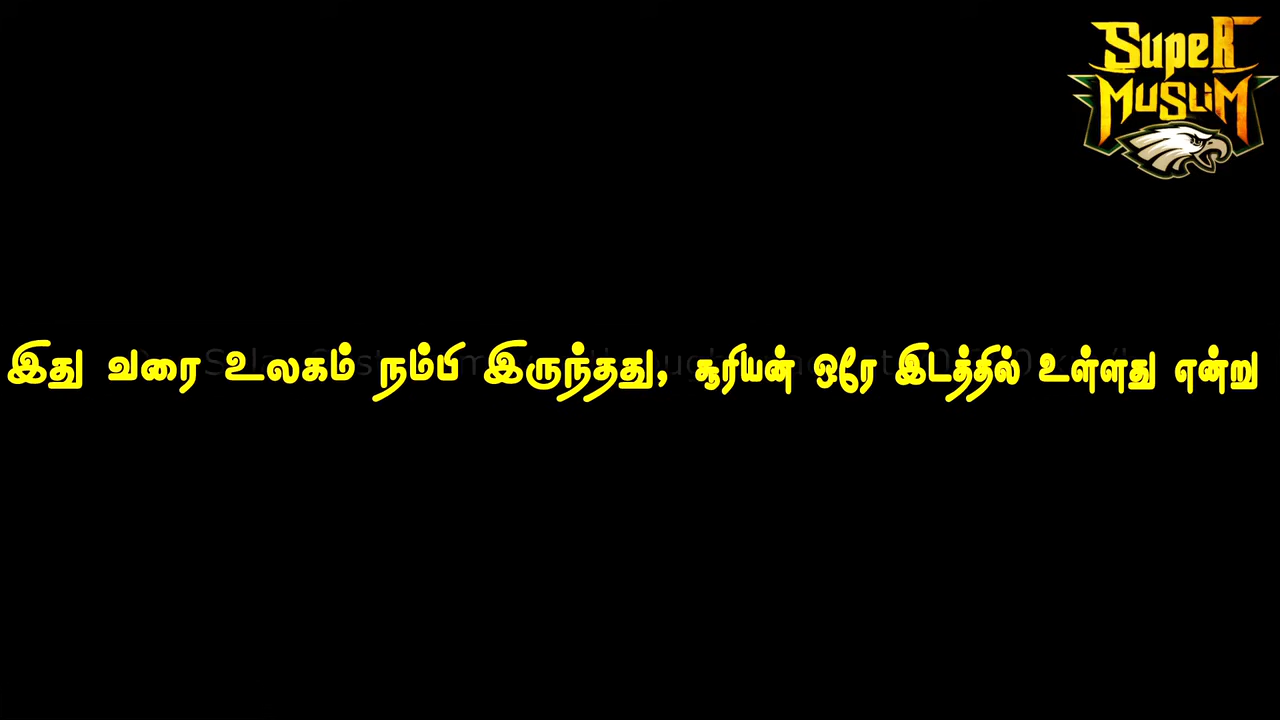 SUPER
MUSLIM
இது வரை உலகம் நம்பி இருந்தது, சூரியன் ஒரே இடத்தில் உள்ளது என்று